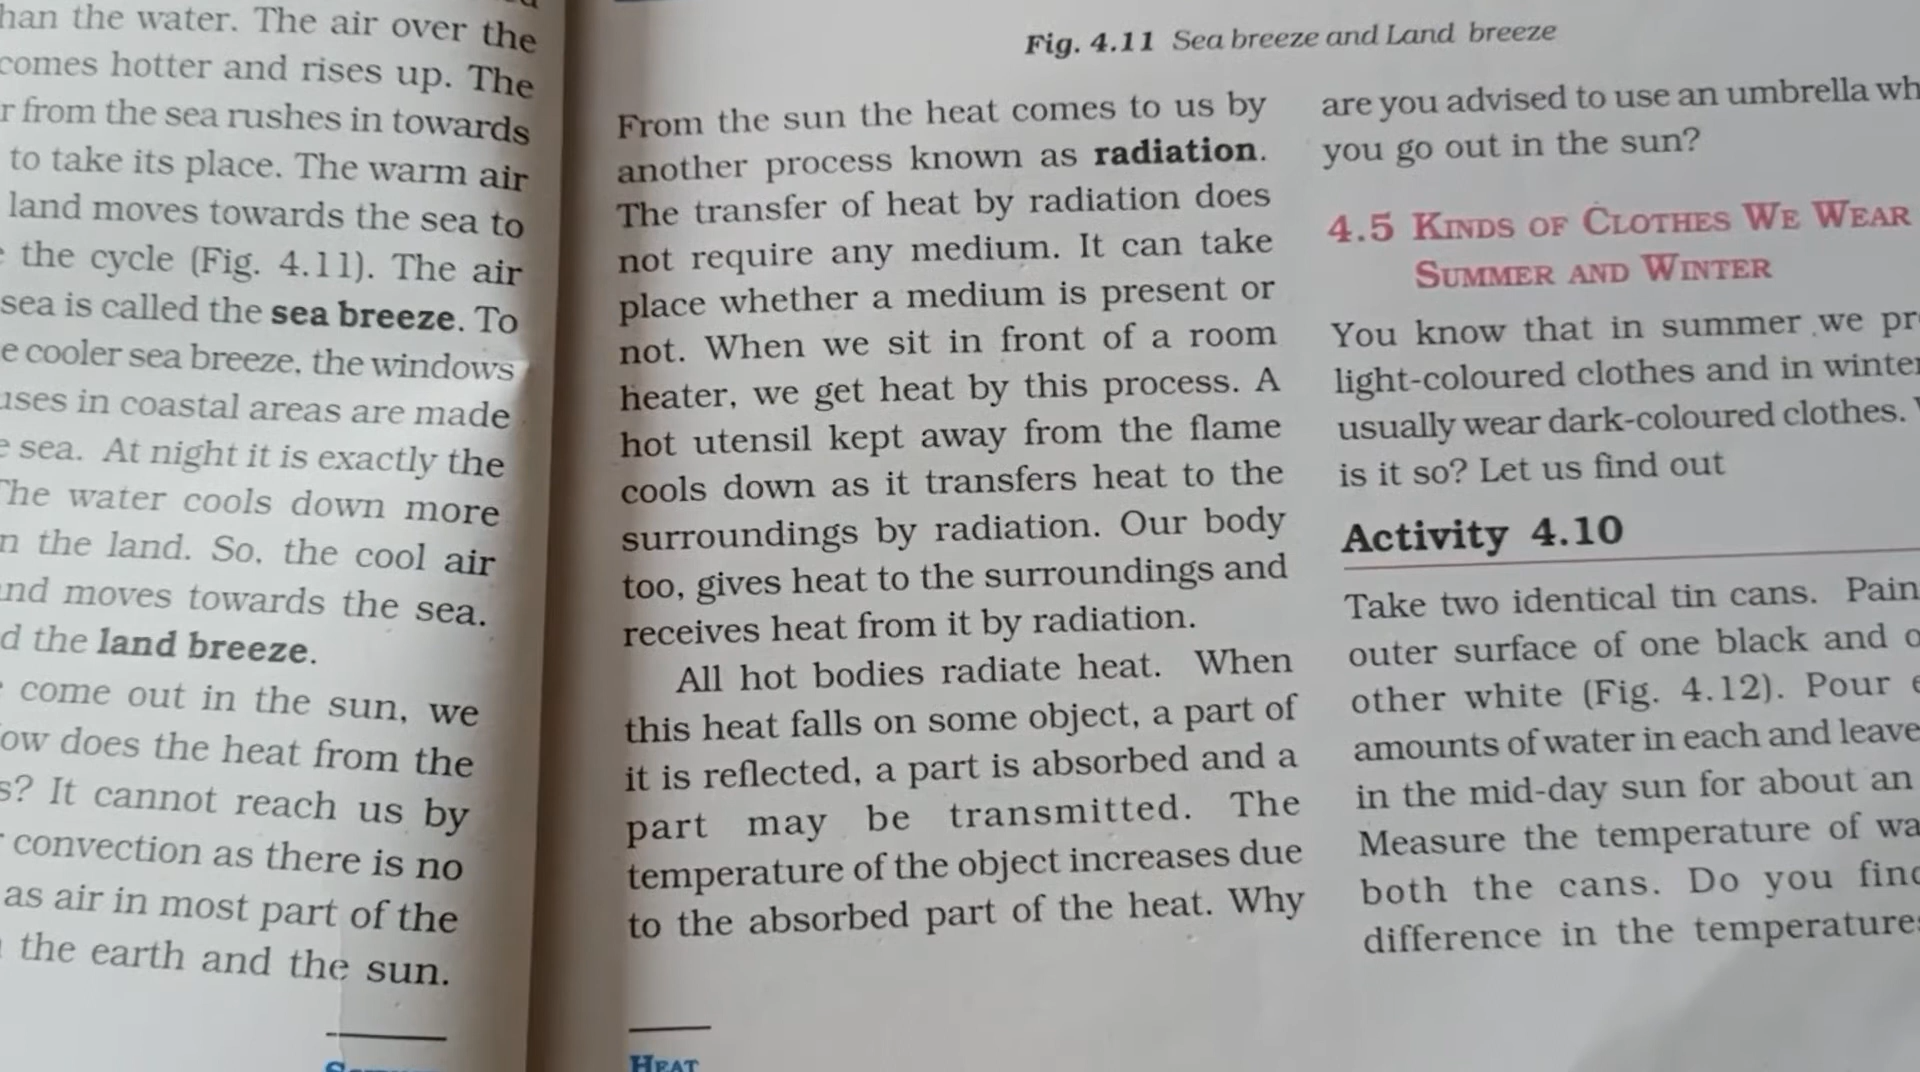 han the water. The air over the
comes hotter and rises up. The
r from the sea rushes in towards
to take its place. The warm air
land moves towards the sea to
the cycle (Fig. 4.11). The air
sea is called the sea breeze. To
e cooler sea breeze, the windows
uses in coastal areas are made
e sea. At night it is exactly the
The water cools down more
n the land. So, the cool air
and moves towards the sea.
d the land breeze.
come out in the sun, we
ow does the heat from the
s? It cannot reach us by
convection as there is no
as air in most part of the
the earth and the sun.
Fig. 4.11 Sea breeze and Land breeze
From the sun the heat comes to us by
another process known as radiation.
The transfer of heat by radiation does
not require any medium. It can take
place whether a medium is present or
not. When we sit in front of a room
heater, we get heat by this process. A
hot utensil kept away from the flame
cools down as it transfers heat to the
surroundings by radiation. Our body
too, gives heat to the surroundings and
receives heat from it by radiation.
All hot bodies radiate heat. When
this heat falls on some object, a part of
it is reflected, a part is absorbed and a
part may be transmitted. The
temperature of the object increases due
to the absorbed part of the heat. Why
HEAT
are you advised to use an umbrella wh
you go out in the sun?
4.5 KINDS OF CLOTHES WE WEAR
SUMMER AND WINTER
You know that in summer we pr
light-coloured clothes and in winter
usually wear dark-coloured clothes.
is it so? Let us find out
Activity 4.10
Take two identical tin cans. Pain
outer surface of one black and o
other white (Fig. 4.12). Pour e
amounts of water in each and leave
in the mid-day sun for about an
Measure the temperature of wa
both the cans. Do you find
difference in the temperatures